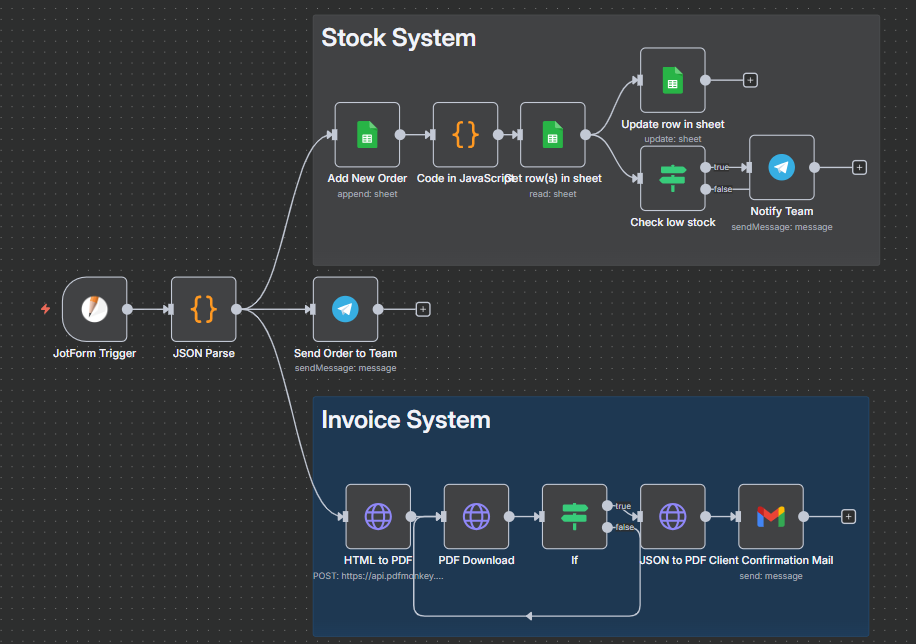 Stock System
Update row in sheet
update: sheet
Add New Order
append: sheet
Code in JavaScript
Get row(s) in sheet
read: sheet
true
false
Check low stock
Notify Team
sendMessage: message
JotForm Trigger
JSON Parse
Send Order to Team
sendMessage: message
Invoice System
true
false
HTML to PDF
POST: https://api.pdfmonkey....
PDF Download
If
JSON to PDF
Client Confirmation Mail
send: message